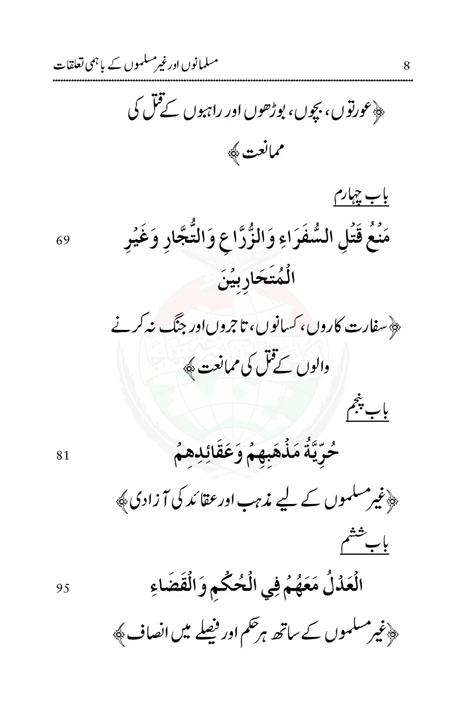 8 مسلمانوں اور غیر مسلموں کے باہمی تعلقات
﴿عورتوں، بچوں، بوڑھوں اور راہبوں کے قتل کی
ممانعت﴾
باب چہارم
مَنْعُ قَتْلِ السُّفَرَاءِ وَالزُّرَّاعِ وَالتُّجَّارِ وَغَيْرِ 69
الْمُتَحَارِبِيْنَ
﴿سفارت کاروں، کسانوں، تاجروں اور جنگ نہ کرنے
والوں کے قتل کی ممانعت﴾
باب پنجم
حُرِّيَّةُ مَذْهَبِهِمْ وَعَقَائِدِهِمْ 81
﴿غیر مسلموں کے لیے مذہب اور عقائد کی آزادی﴾
باب ششم
الْعَدْلُ مَعَهُمْ فِي الْحُكْمِ وَالْقَضَاءِ 95
﴿غیر مسلموں کے ساتھ ہر حکم اور فیصلے میں انصاف﴾